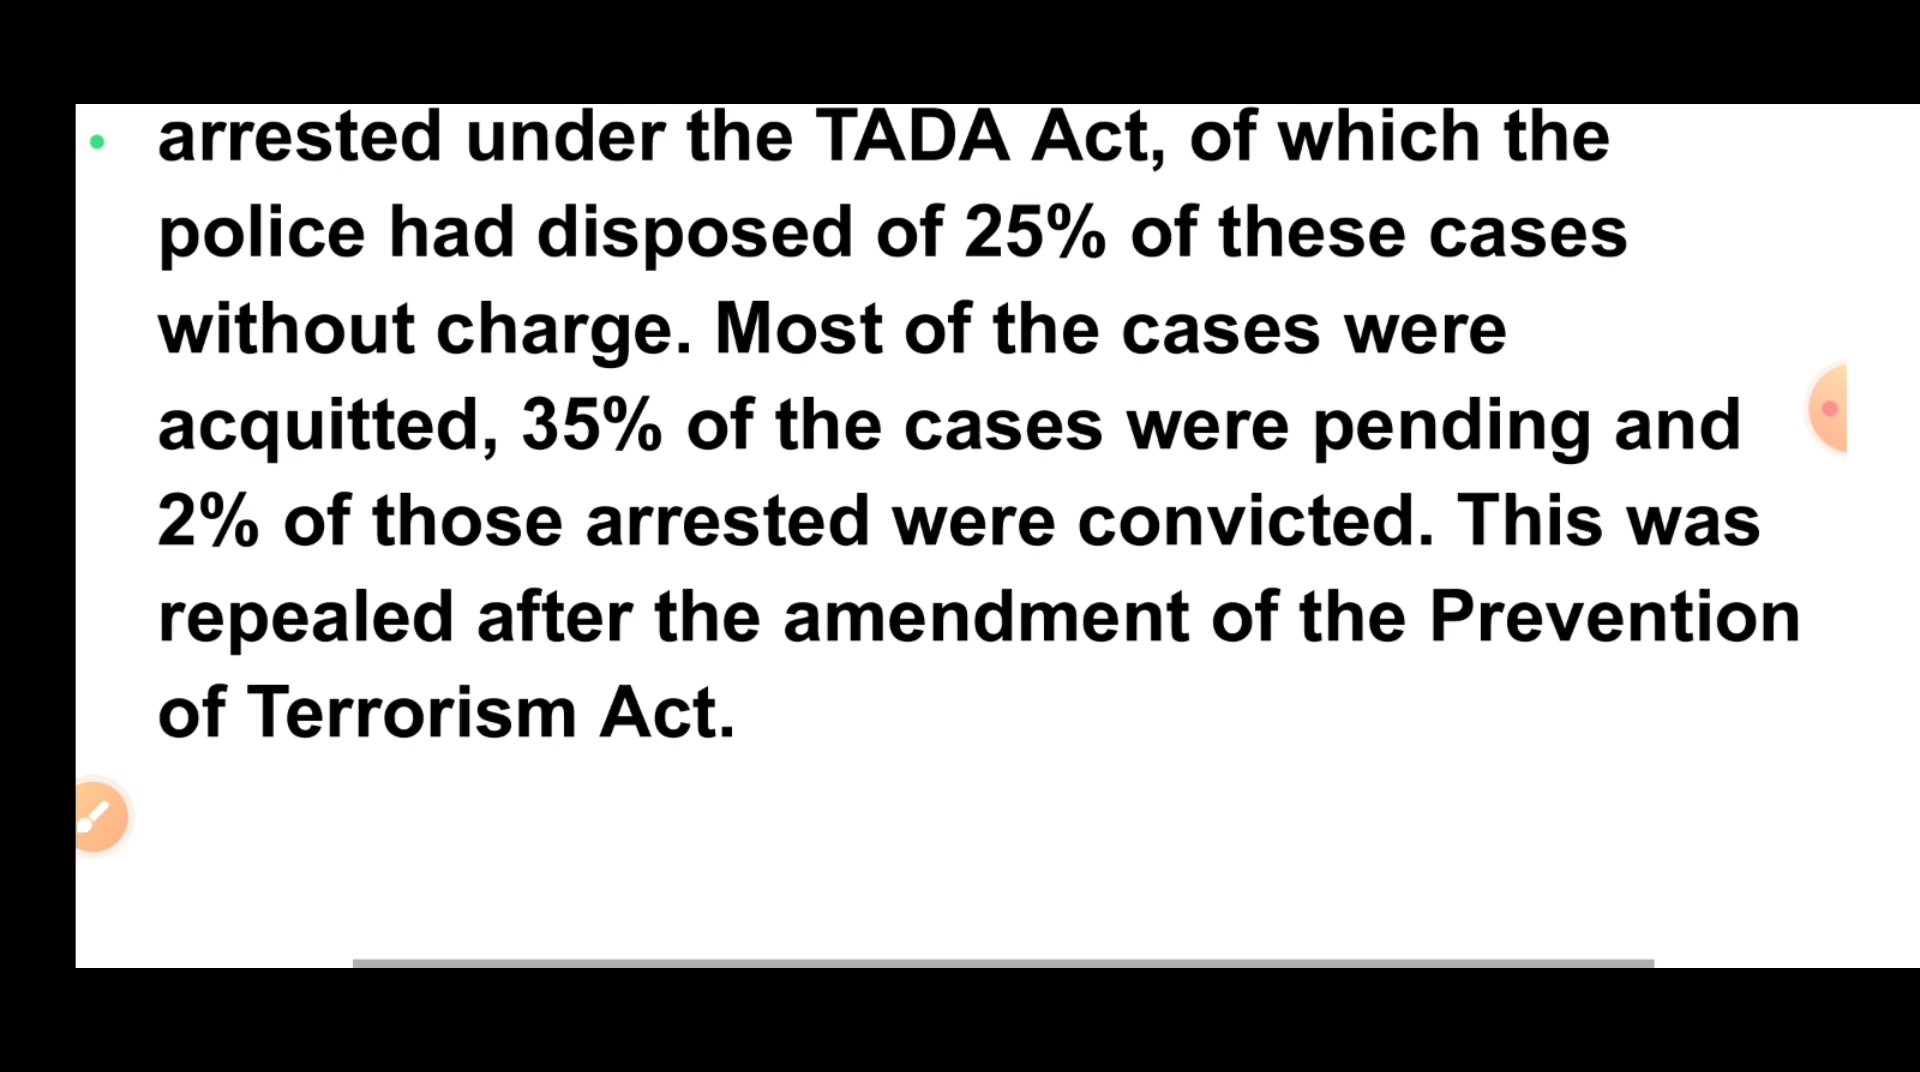 arrested under the TADA Act, of which the
police had disposed of 25% of these cases
without charge. Most of the cases were
acquitted, 35% of the cases were pending and
2% of those arrested were convicted. This was
repealed after the amendment of the Prevention
of Terrorism Act.